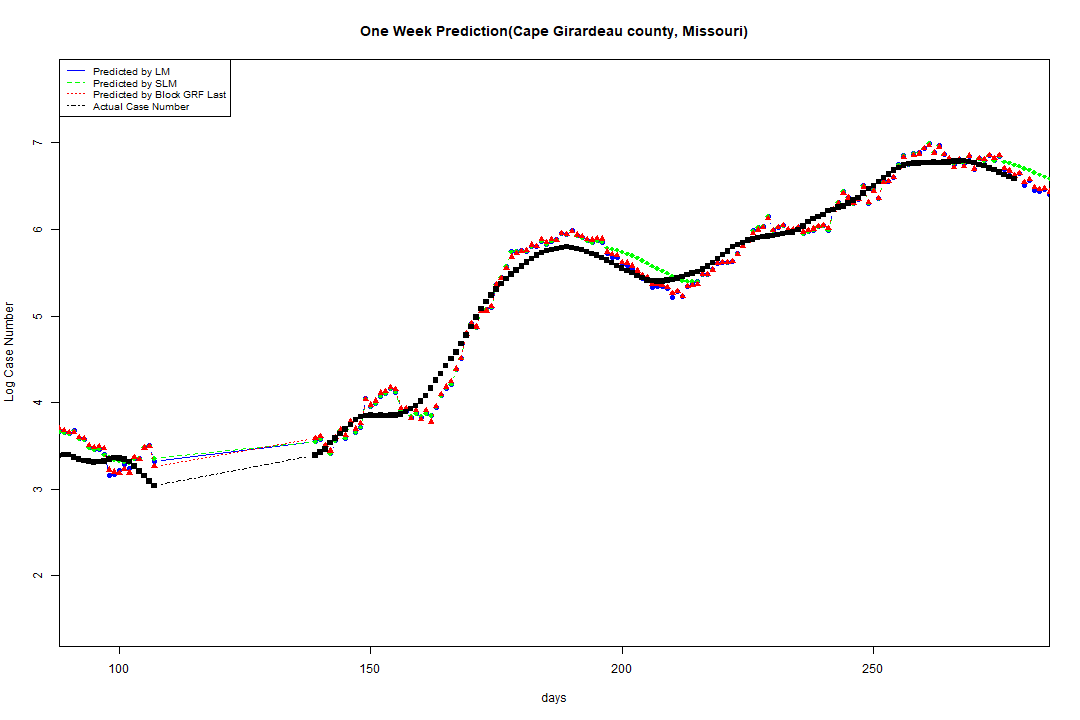 One Week Prediction(Cape Girardeau county, Missouri)
Predicted by LM
Predicted by SLM
Predicted by Block GRF Last
Actual Case Number
7
6
5
4
3
2
Log Case Number
100 150 200 250
days